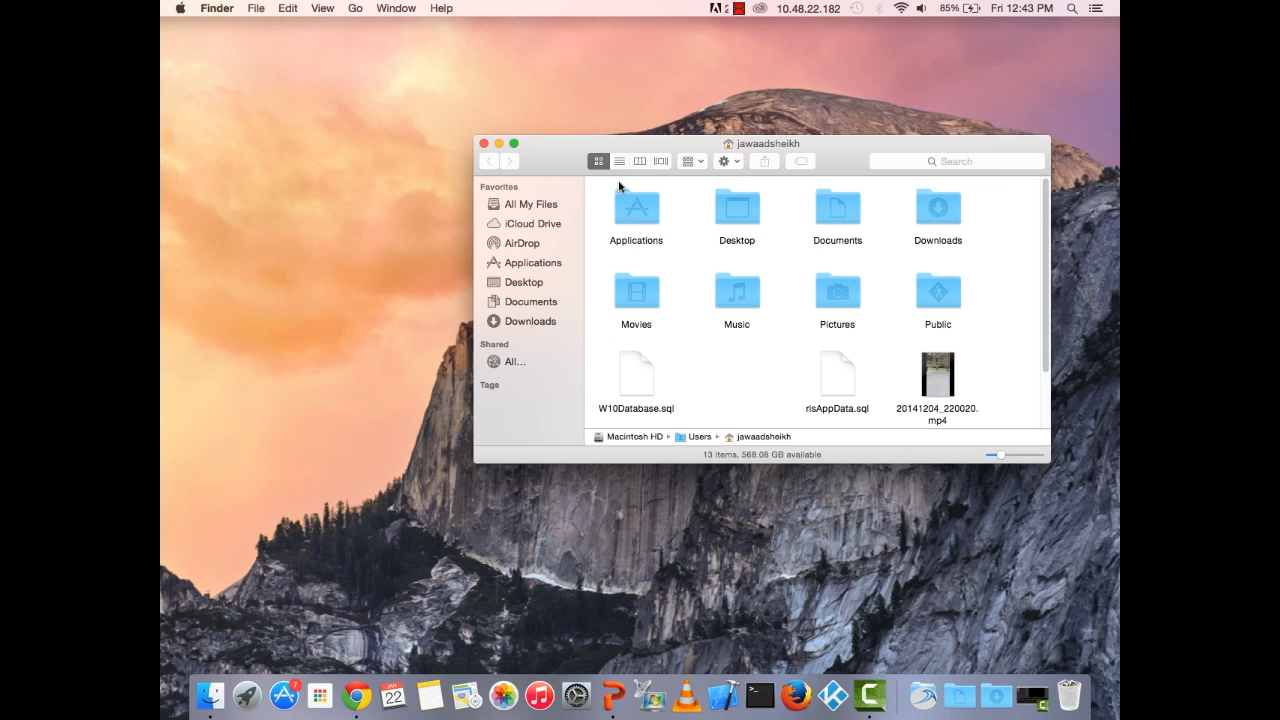 Finder File Edit View Go Window Help 2 10.48.22.182 85% Fri 12:43 PM
jawaadsheikh
Search
Favorites
All My Files
iCloud Drive
AirDrop
Applications
Desktop
Documents
Downloads
Shared
All...
Tags
Applications Desktop Documents Downloads
Movies Music Pictures Public
W10Database.sql risAppData.sql 20141204_220020.
mp4
Macintosh HD Users jawaadsheikh
13 items, 568.08 GB available
7
JAN
22